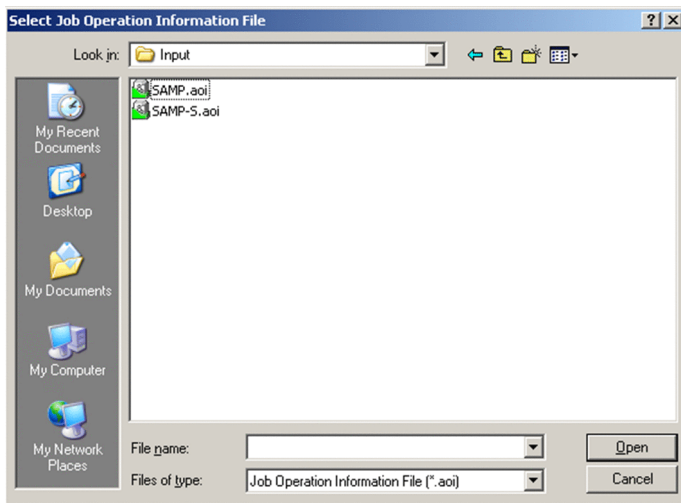 Select Job Operation Information File
Look in: Input
SAMP.aoi
SAMP-S.aoi
My Recent
Documents
Desktop
My Documents
My Computer
My Network
Places
File name:
Open
Files of type: Job Operation Information File (*.aoi)
Cancel